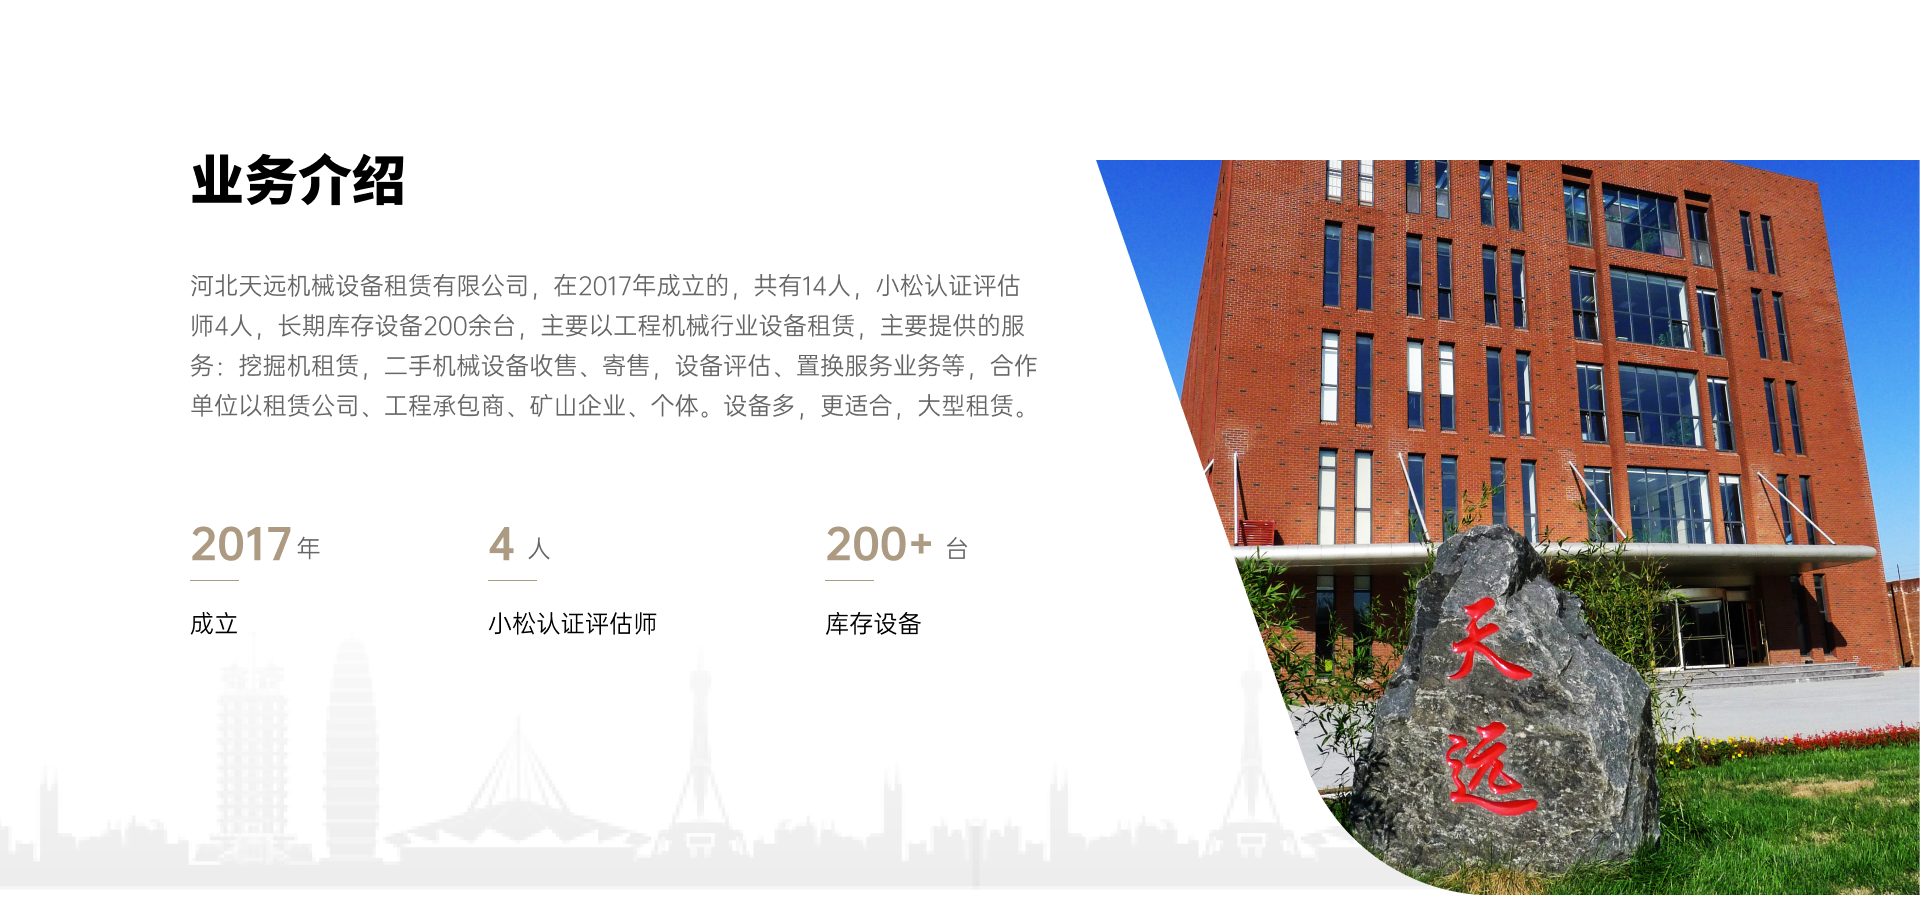 业务介绍
河北天远机械设备租赁有限公司，在2017年成立的，共有14人，小松认证评估
师4人，长期库存设备200余台，主要以工程机械行业设备租赁，主要提供的服
务：挖掘机租赁，二手机械设备收售、寄售，设备评估、置换服务业务等，合作
单位以租赁公司、工程承包商、矿山企业、个体。设备多，更适合，大型租赁。
2017年
4 人
200+ 台
成立
小松认证评估师
库存设备
天
远